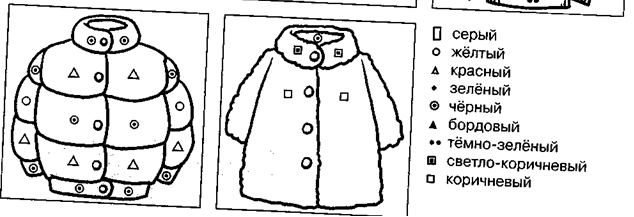 серый
жёлтый
красный
зелёный
чёрный
бордовый
тёмно-зелёный
светло-коричневый
коричневый